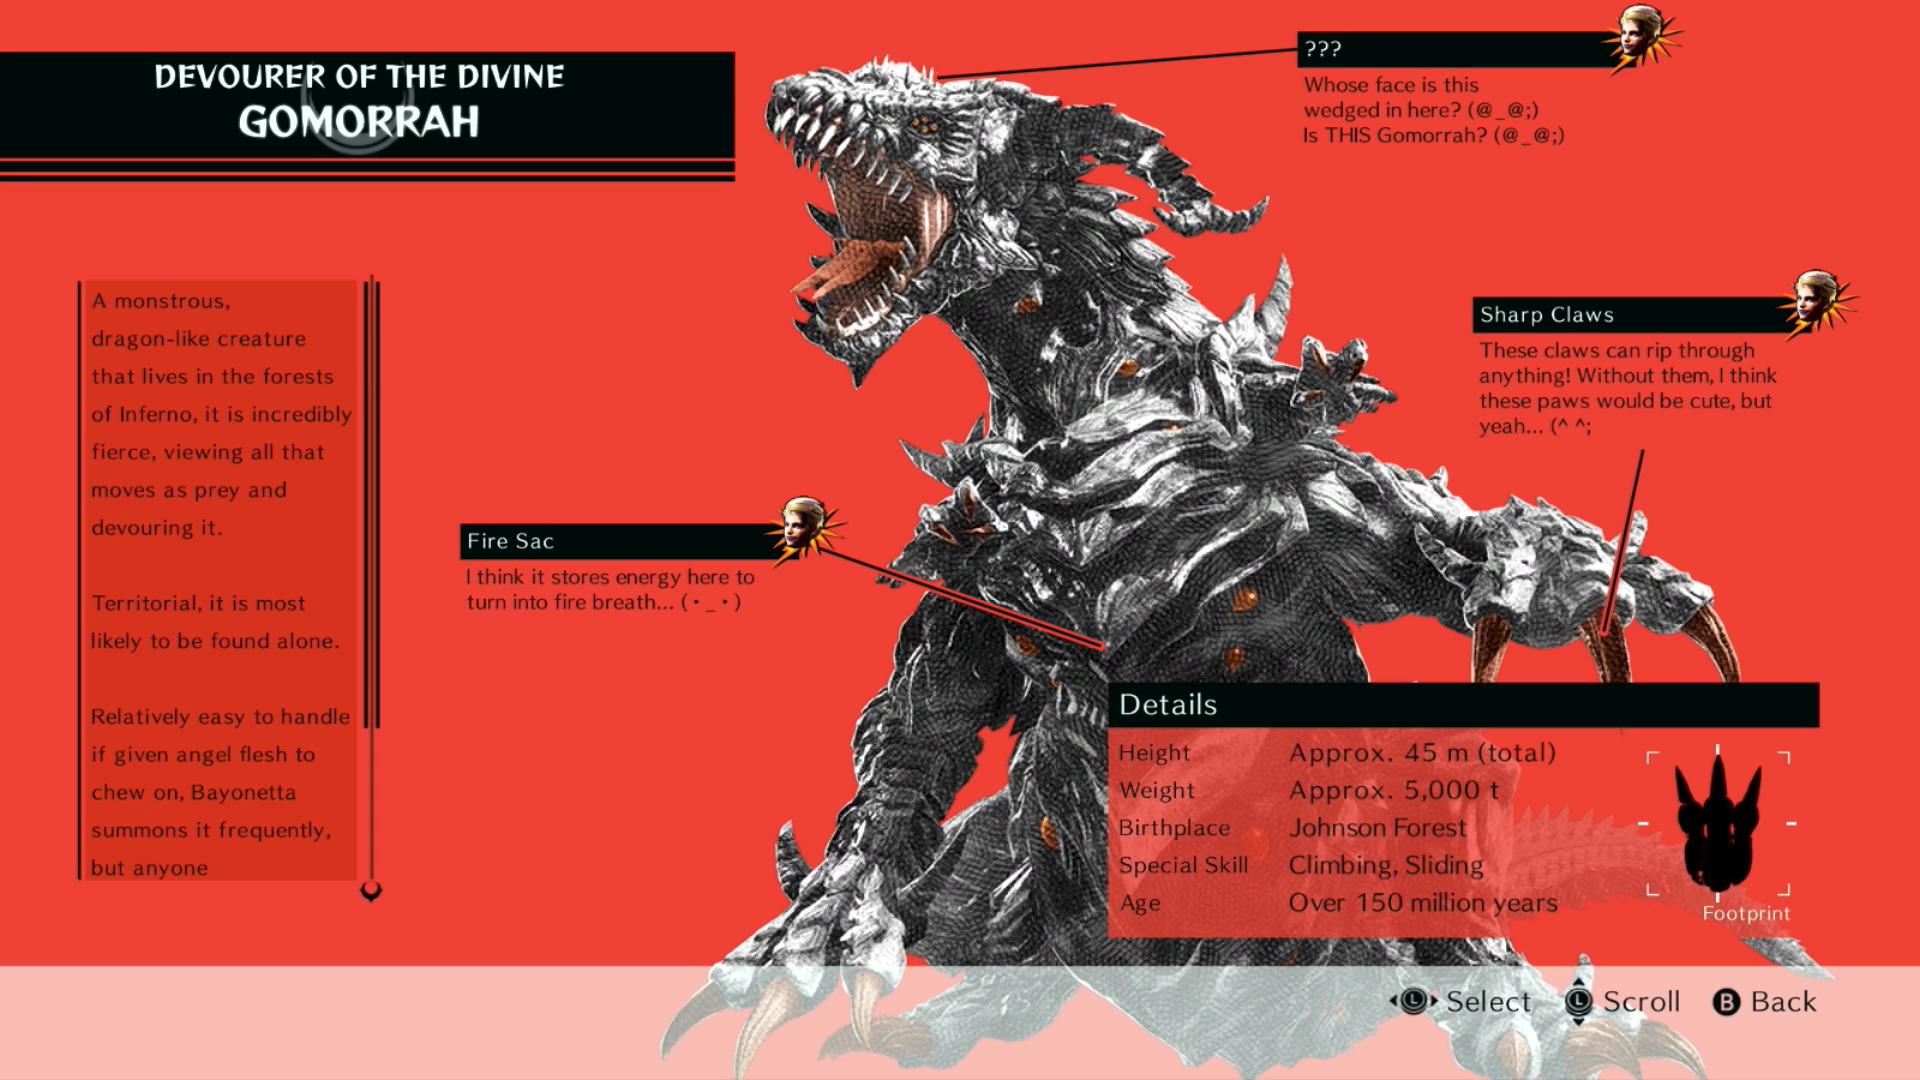 DEVOURER OF THE DIVINE
GOMORRAH
A monstrous,
dragon-like creature
that lives in the forests
of Inferno, it is incredibly
fierce, viewing all that
moves as prey and
devouring it.
Territorial, it is most
likely to be found alone.
Relatively easy to handle
if given angel flesh to
chew on, Bayonetta
summons it frequently,
but anyone
???
Whose face is this
wedged in here? (@_@;)
Is THIS Gomorrah? (@_@;)
Sharp Claws
These claws can rip through
anything! Without them, I think
these paws would be cute, but
yeah... (^ ^;
Fire Sac
I think it stores energy here to
turn into fire breath... (・_・)
Details
Height Approx. 45 m (total)
Weight Approx. 5,000 t
Birthplace Johnson Forest
Special Skill Climbing, Sliding
Age Over 150 million years
Footprint
L Select L Scroll B Back